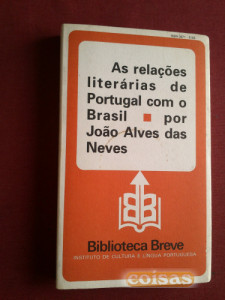 As relações
literárias de
Portugal com o
Brasil ■ por
João Alves das
Neves
Biblioteca Breve
INSTITUTO DE CULTURA E LÍNGUA PORTUGUESA
coisas